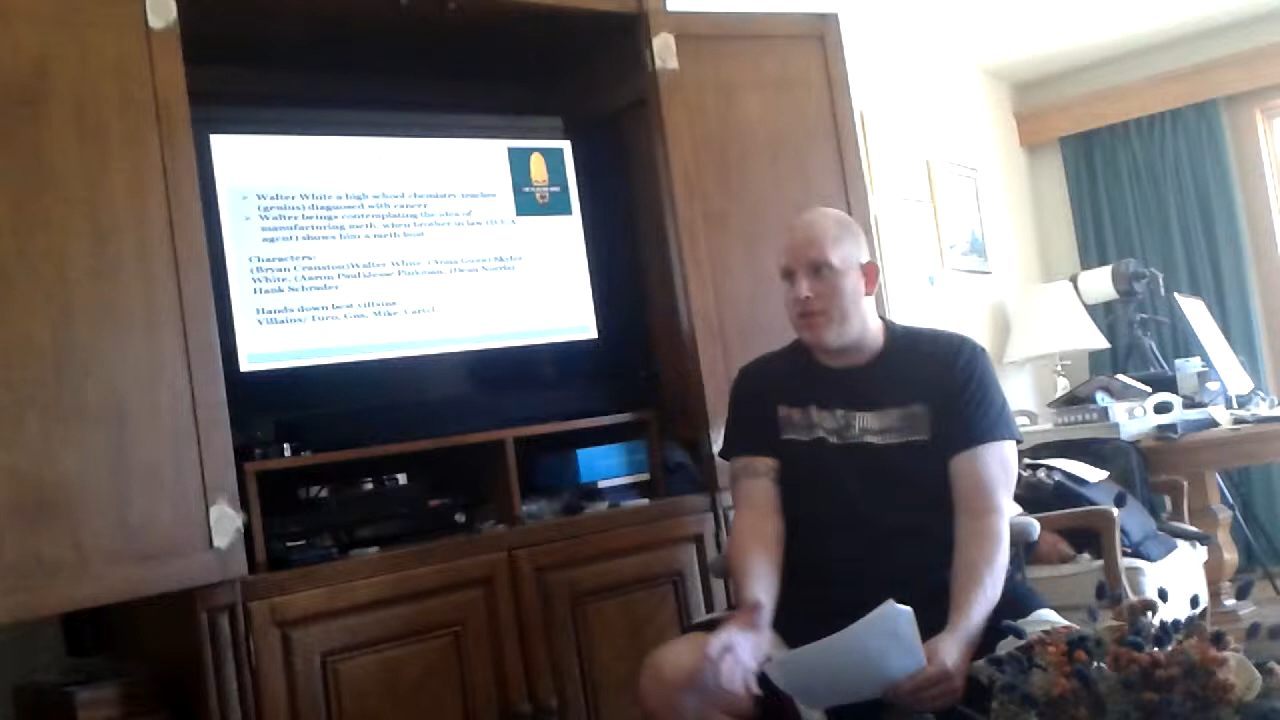 ➢ Walter White a high school chemistry teacher
(genius) diagnosed with cancer
➢ Walter beings contemplating the idea of
manufacturing meth, when brother in law (D.E.A
agent) shows him a meth bust
Characters:
(Bryan Cranston)Walter White, (Anna Gunn) Skyler
White, (Aaron Paul)Jesse Pinkman, (Dean Norris)
Hank Schrader
Hands down best villains
Villains/ Turo, Gus, Mike, Cartel